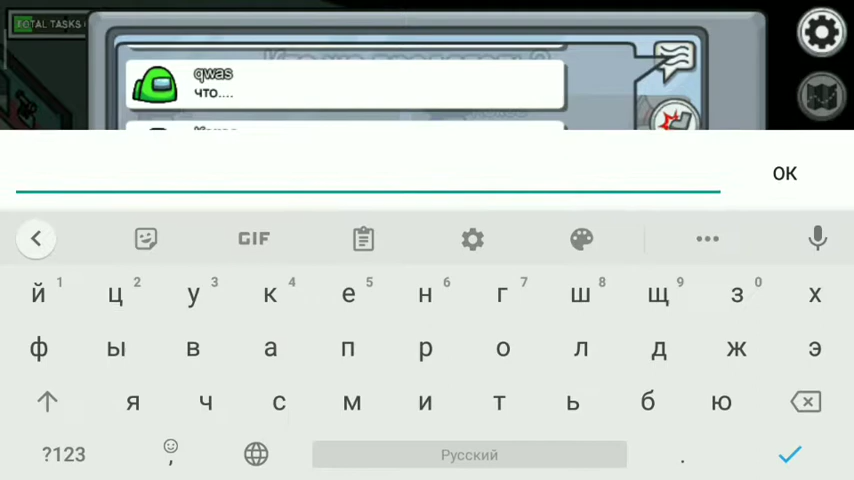 TOTAL TASKS
qwas
что....
ОК
GIF
й 1 ц 2 у 3 к 4 е 5 н 6 г 7 ш 8 щ 9 з 0 х
ф ы в а п р о л д ж э
я ч с м и т ь б ю
?123 , Русский .